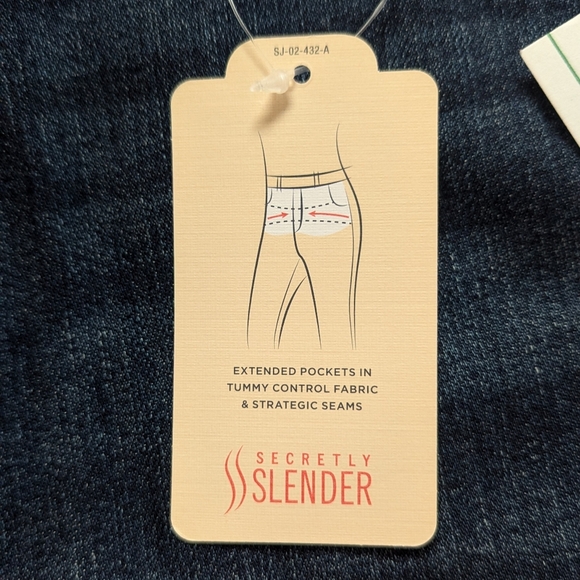 SJ-02-432-A
EXTENDED POCKETS IN
TUMMY CONTROL FABRIC
& STRATEGIC SEAMS
SECRETLY
SLENDER